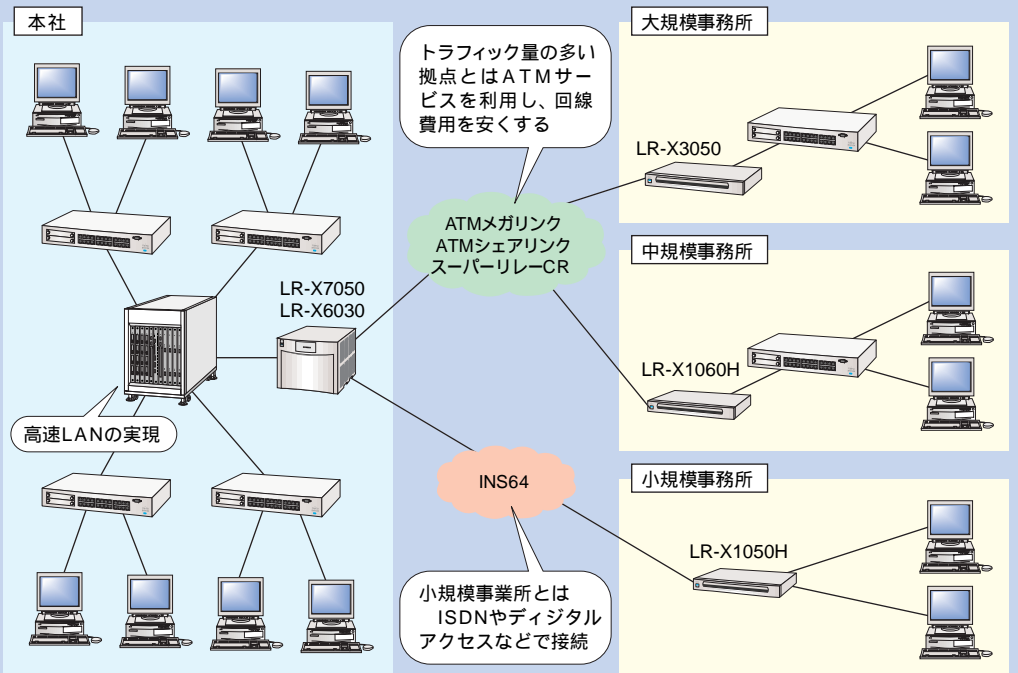 本社
LR-X7050
LR-X6030
高速LANの実現
トラフィック量の多い
拠点とはATMサー
ビスを利用し、回線
費用を安くする
ATMメガリンク
ATMシェアリンク
スーパーリレーCR
INS64
小規模事業所とは
ISDNやディジタル
アクセスなどで接続
大規模事務所
LR-X3050
中規模事務所
LR-X1060H
小規模事務所
LR-X1050H